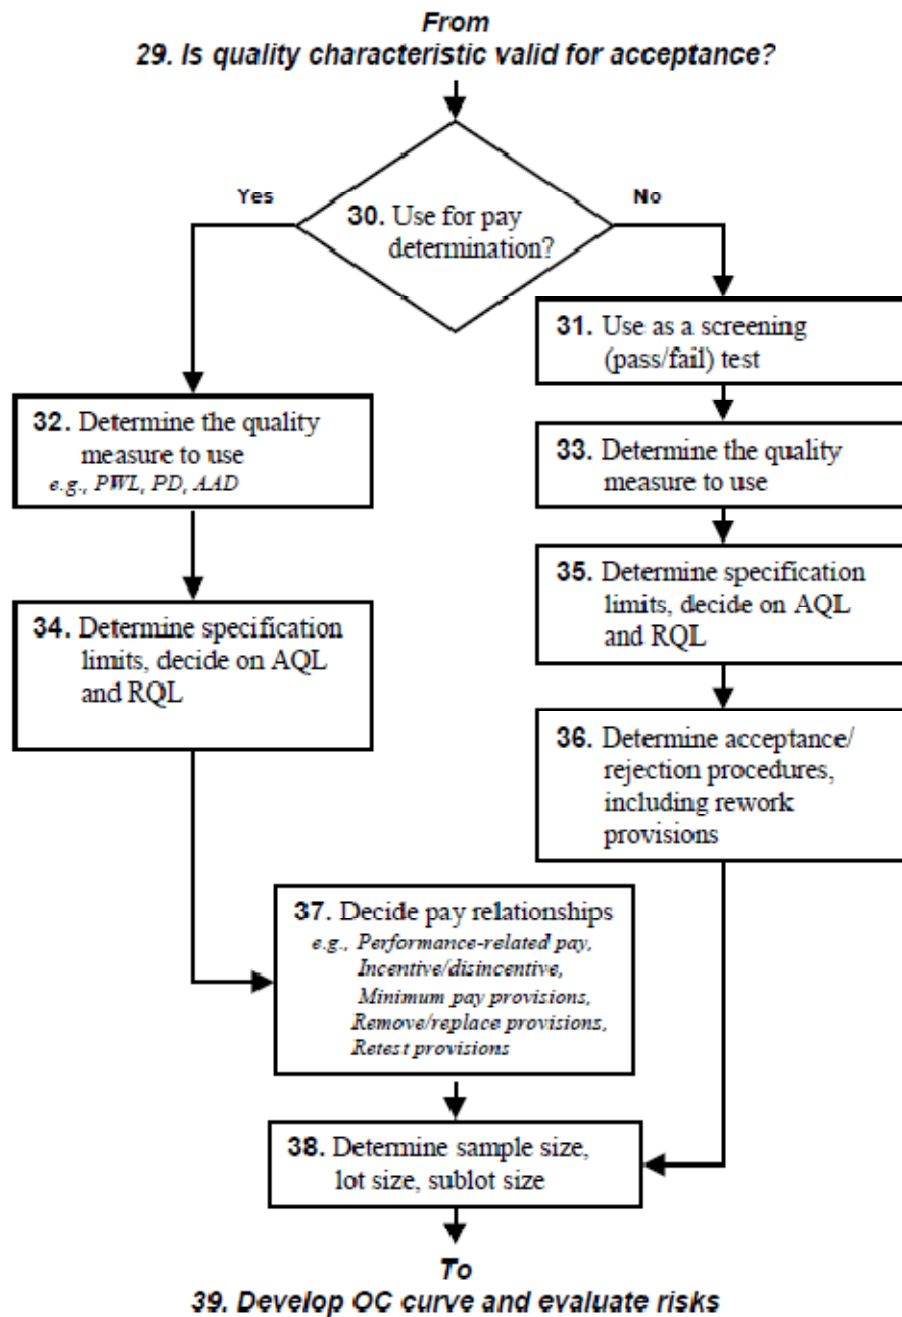 From
29. Is quality characteristic valid for acceptance?
Yes
No
30. Use for pay
determination?
31. Use as a screening
(pass/fail) test
32. Determine the quality
measure to use
e.g., PWL, PD, AAD
33. Determine the quality
measure to use
34. Determine specification
limits, decide on AQL
and RQL
35. Determine specification
limits, decide on AQL
and RQL
36. Determine acceptance/
rejection procedures,
including rework
provisions
37. Decide pay relationships
e.g., Performance-related pay,
Incentive/disincentive,
Minimum pay provisions,
Remove/replace provisions,
Retest provisions
38. Determine sample size,
lot size, sublot size
To
39. Develop OC curve and evaluate risks